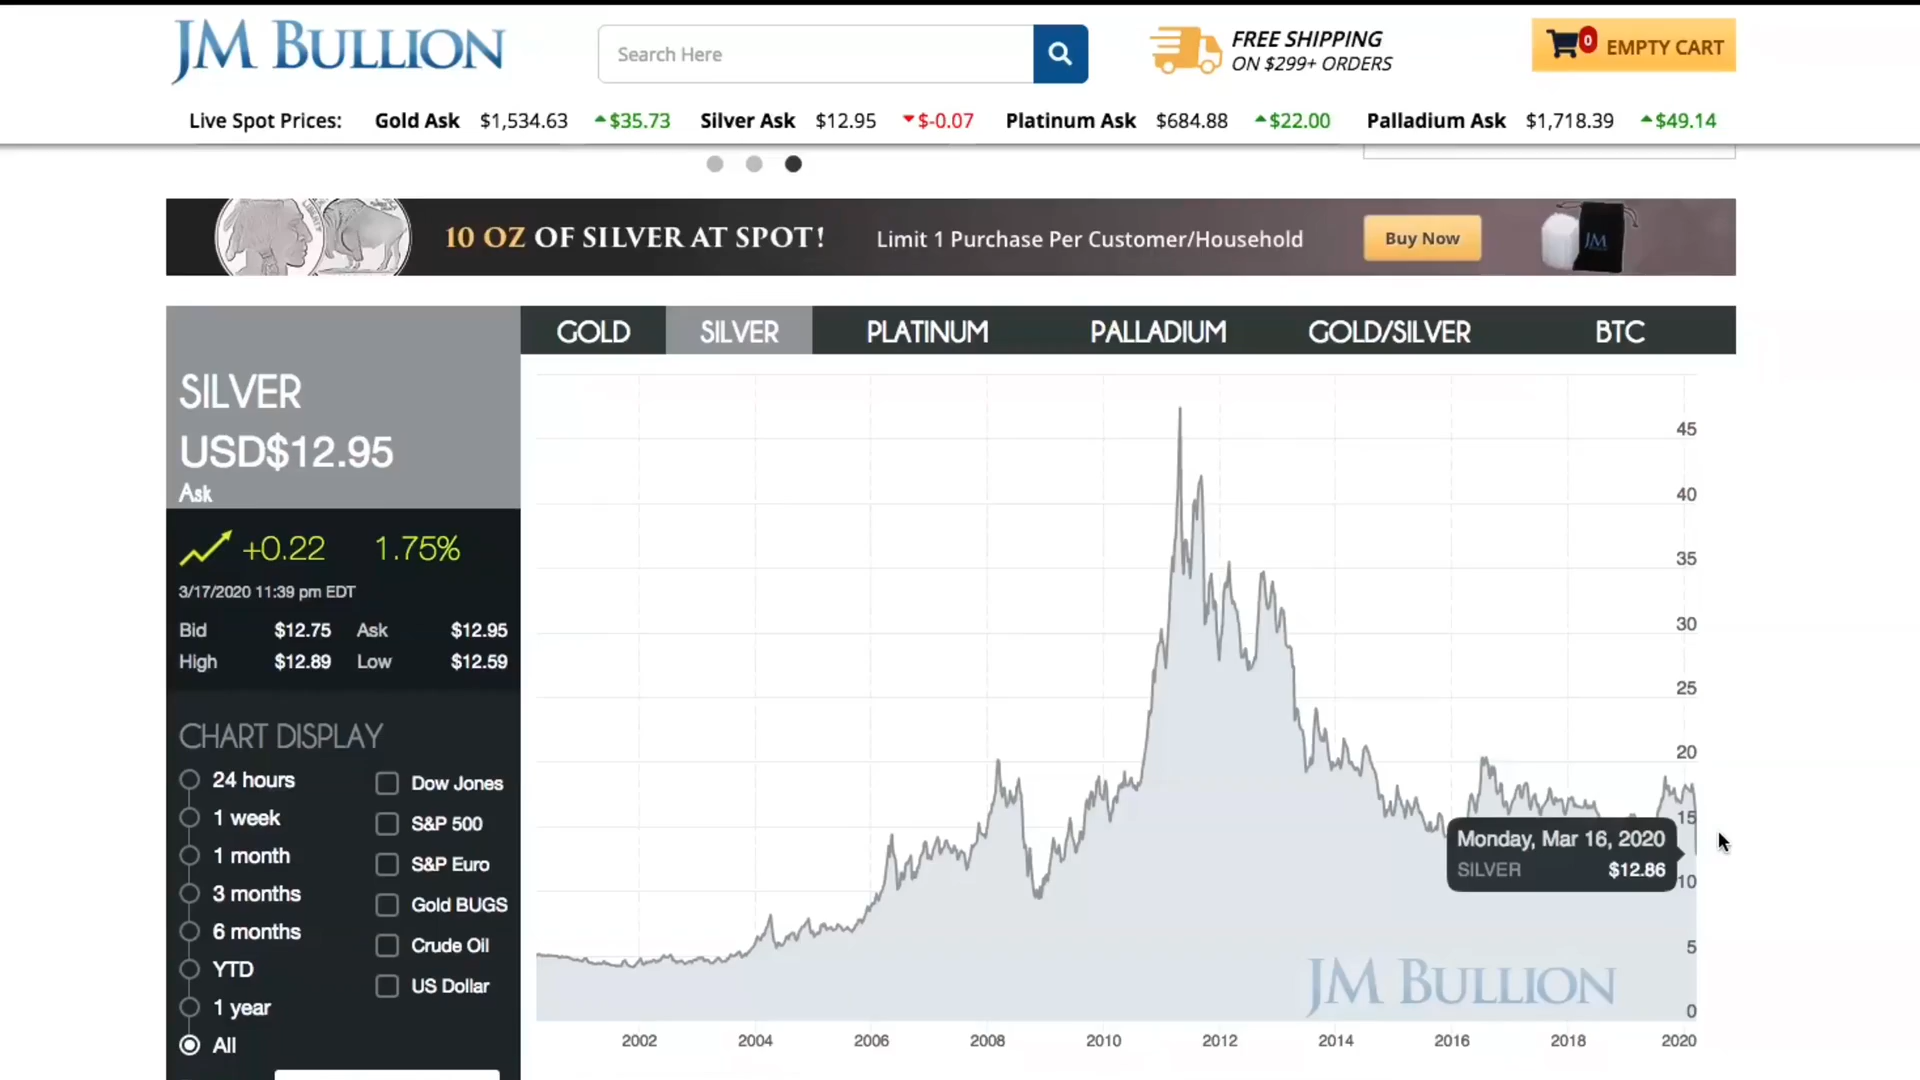 JM BULLION
Search Here
FREE SHIPPING
ON $299+ ORDERS
0
EMPTY CART
Live Spot Prices: Gold Ask $1,534.63 $35.73 Silver Ask $12.95 $-0.07 Platinum Ask $684.88 $22.00 Palladium Ask $1,718.39 $49.14
10 OZ OF SILVER AT SPOT! Limit 1 Purchase Per Customer/Household Buy Now JM
GOLD SILVER PLATINUM PALLADIUM GOLD/SILVER BTC
SILVER
USD$12.95
Ask
+0.22 1.75%
3/17/2020 11:39 pm EDT
Bid $12.75 Ask $12.95
High $12.89 Low $12.59
CHART DISPLAY
24 hours
1 week
1 month
3 months
6 months
YTD
1 year
All
Dow Jones
S&P 500
S&P Euro
Gold BUGS
Crude Oil
US Dollar
45
40
35
30
25
20
15
10
5
0
Monday, Mar 16, 2020
SILVER $12.86
JM BULLION
2002 2004 2006 2008 2010 2012 2014 2016 2018 2020